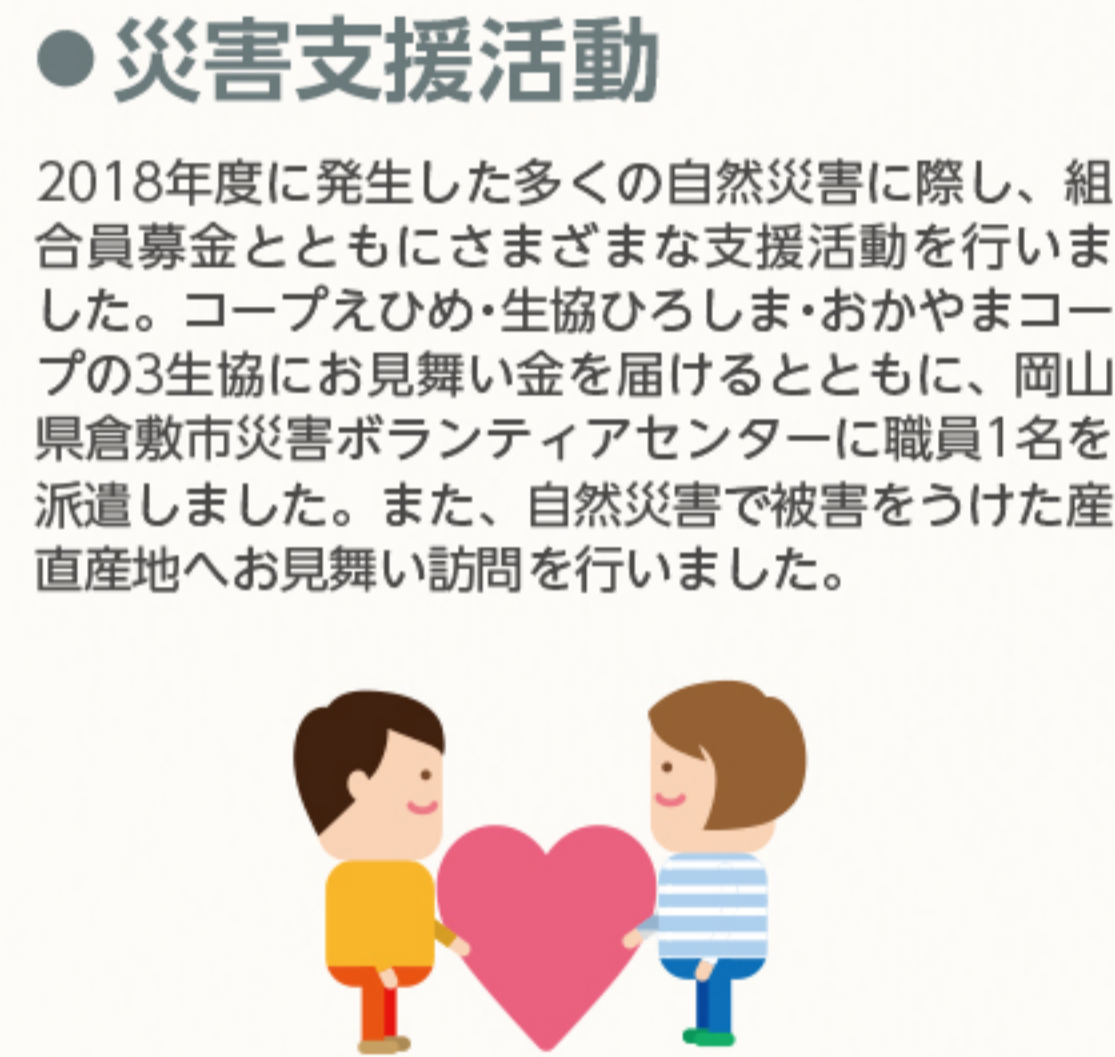 ●災害支援活動
2018年度に発生した多くの自然災害に際し、組
合員募金とともにさまざまな支援活動を行いま
した。コープえひめ・生協ひろしま・おかやまコー
プの3生協にお見舞い金を届けるとともに、岡山
県倉敷市災害ボランティアセンターに職員1名を
派遣しました。また、自然災害で被害をうけた産
直産地へお見舞い訪問を行いました。